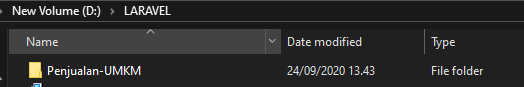 New Volume (D:) > LARAVEL
Name Date modified Type
Penjualan-UMKM 24/09/2020 13.43 File folder